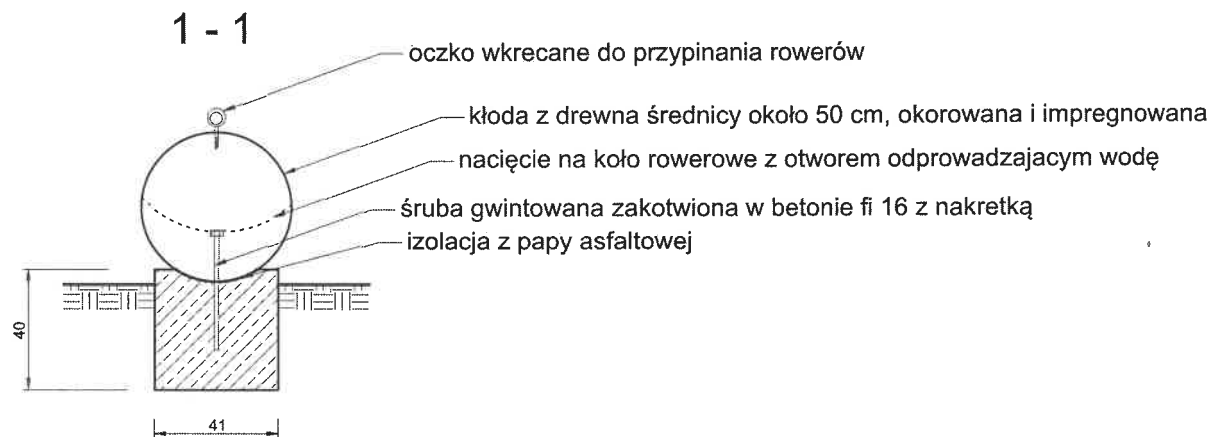 1 - 1
oczko wkrecane do przypinania rowerów
kłoda z drewna średnicy około 50 cm, okorowana i impregnowana
nacięcie na koło rowerowe z otworem odprowadzajacym wodę
śruba gwintowana zakotwiona w betonie fi 16 z nakretką
izolacja z papy asfaltowej
40
41